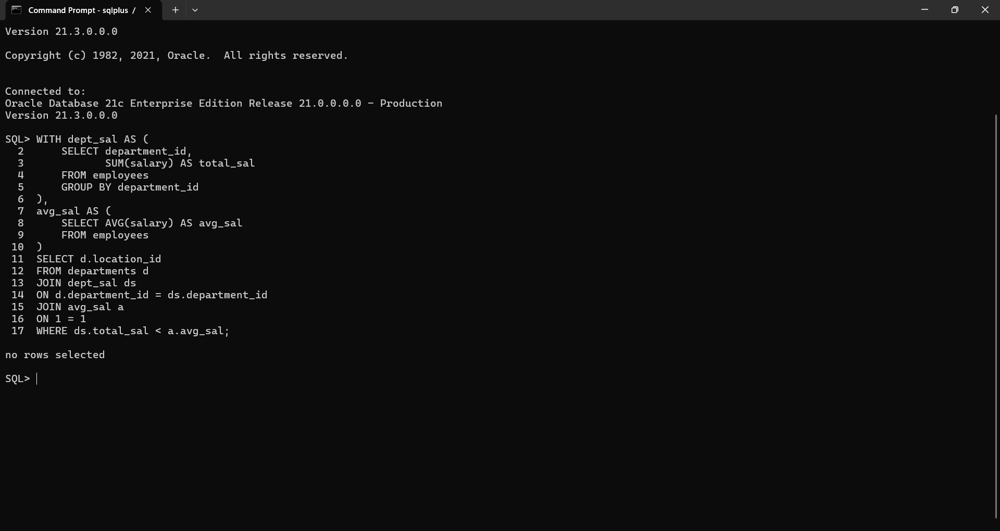 Command Prompt - sqlplus /
Version 21.3.0.0.0
Copyright (c) 1982, 2021, Oracle.  All rights reserved.
Connected to:
Oracle Database 21c Enterprise Edition Release 21.0.0.0.0 - Production
Version 21.3.0.0.0
SQL> WITH dept_sal AS (
  2      SELECT department_id,
  3             SUM(salary) AS total_sal
  4      FROM employees
  5      GROUP BY department_id
  6  ),
  7  avg_sal AS (
  8      SELECT AVG(salary) AS avg_sal
  9      FROM employees
 10  )
 11  SELECT d.location_id
 12  FROM departments d
 13  JOIN dept_sal ds
 14  ON d.department_id = ds.department_id
 15  JOIN avg_sal a
 16  ON 1 = 1
 17  WHERE ds.total_sal < a.avg_sal;
no rows selected
SQL>